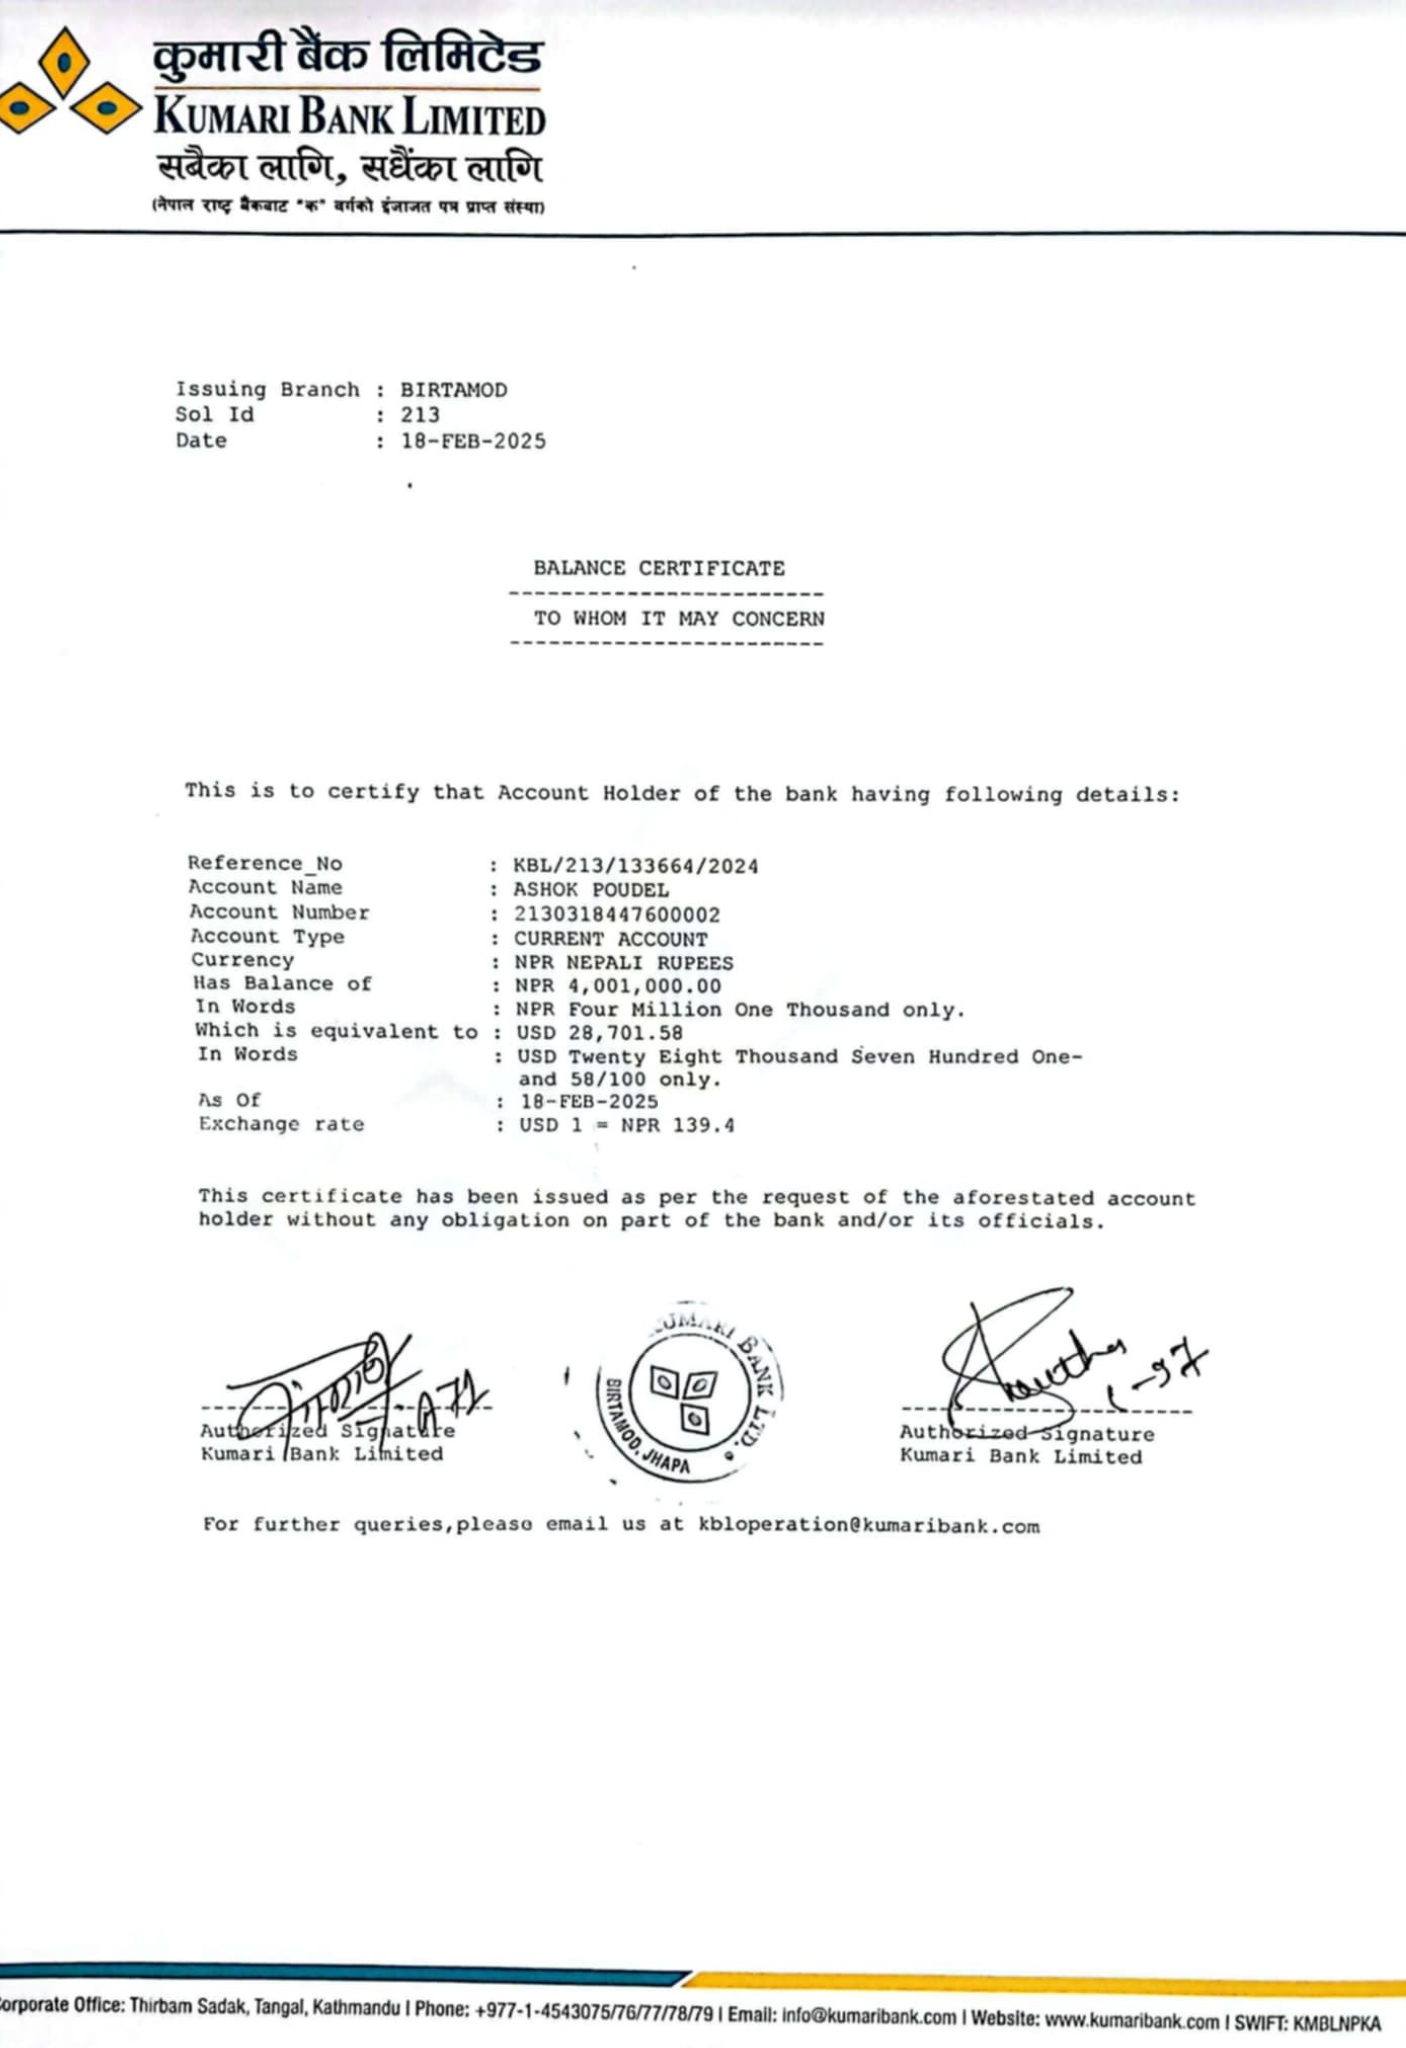 कुमारी बैंक लिमिटेड
KUMARI BANK LIMITED
सबैका लागि, सधैंका लागि
(नेपाल राष्ट्र बैंकबाट "क" वर्गको ईजाजत पत्र प्राप्त संस्था)
Issuing Branch : BIRTAMOD
Sol Id : 213
Date : 18-FEB-2025
BALANCE CERTIFICATE
TO WHOM IT MAY CONCERN
This is to certify that Account Holder of the bank having following details:
Reference_No : KBL/213/133664/2024
Account Name : ASHOK POUDEL
Account Number : 2130318447600002
Account Type : CURRENT ACCOUNT
Currency : NPR NEPALI RUPEES
Has Balance of : NPR 4,001,000.00
In Words : NPR Four Million One Thousand only.
Which is equivalent to : USD 28,701.58
In Words : USD Twenty Eight Thousand Seven Hundred One-
and 58/100 only.
As Of : 18-FEB-2025
Exchange rate : USD 1 = NPR 139.4
This certificate has been issued as per the request of the aforestated account
holder without any obligation on part of the bank and/or its officials.
KUMARI BANK LTD.
BIRTAMOD, JHAPA
Authorized Signature Authorized Signature
Kumari Bank Limited Kumari Bank Limited
For further queries,please email us at kbloperation@kumaribank.com
Corporate Office: Thirbam Sadak, Tangal, Kathmandu I Phone: +977-1-4543075/76/77/78/79 I Email: info@kumaribank.com I Website: www.kumaribank.com I SWIFT: KMBLNPKA